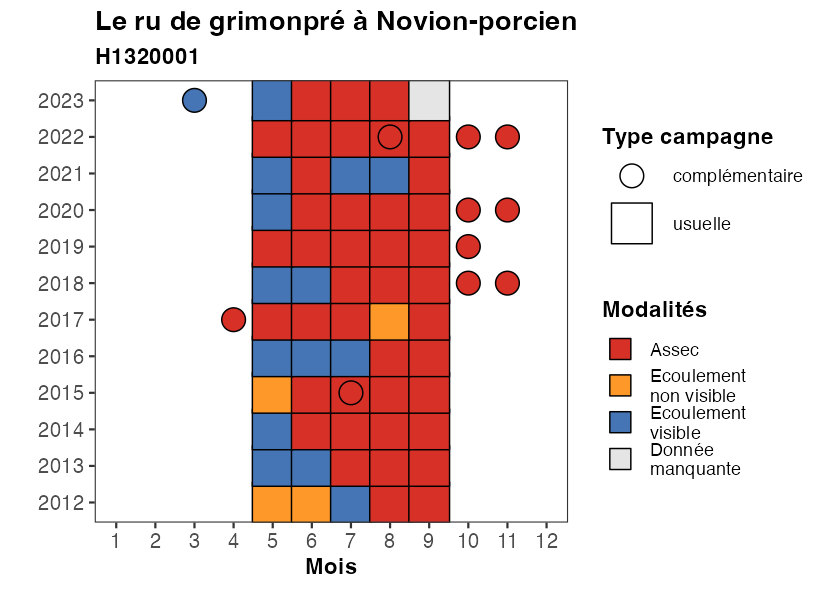 Le ru de grimonpré à Novion-porcien
H1320001
2023
2022
2021
2020
2019
2018
2017
2016
2015
2014
2013
2012
1 2 3 4 5 6 7 8 9 10 11 12
Mois
Type campagne
complémentaire
usuelle
Modalités
Assec
Ecoulement
non visible
Ecoulement
visible
Donnée
manquante